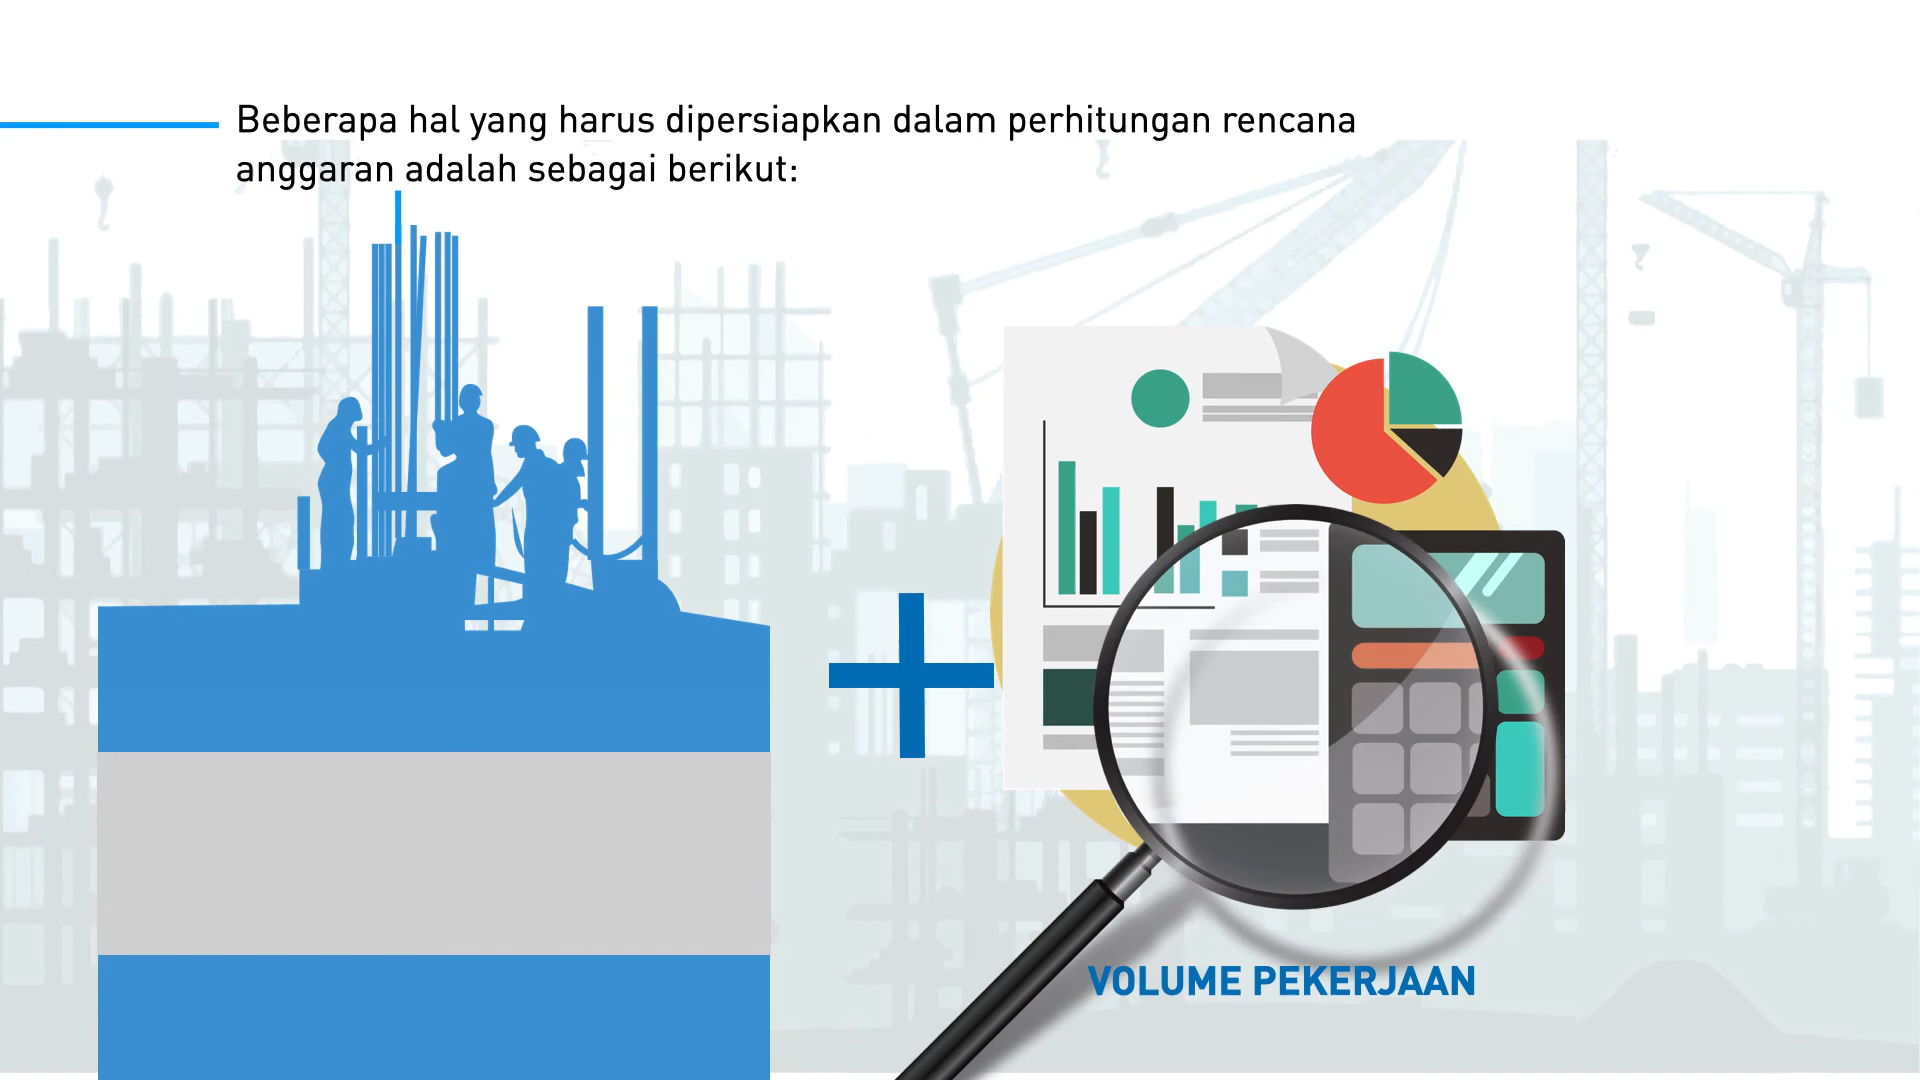 Beberapa hal yang harus dipersiapkan dalam perhitungan rencana
anggaran adalah sebagai berikut:
VOLUME PEKERJAAN